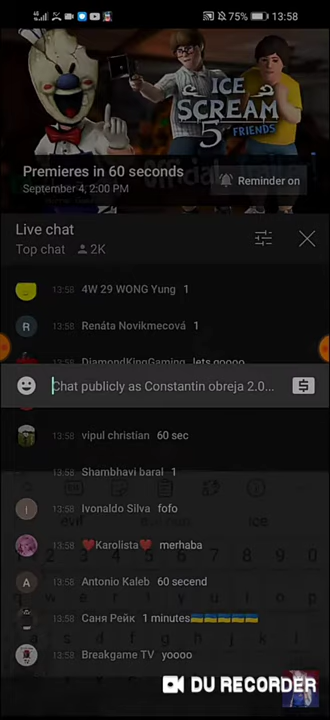 75% 13:58
ICE
SCREAM
5 FRIENDS
Premieres in 60 seconds
September 4, 2:00 PM
Reminder on
Live chat
Top chat 2K
13:58 4W 29 WONG Yung 1
R 13:58 Renáta Novikmecová 1
13:58 DiamondKingGaming lets goooo
Chat publicly as Constantin obreja 2.0...
13:58 vipul christian 60 sec
13:58 Shambhavi baral 1
I 13:58 Ivonaldo Silva fofo
evil ice
13:58 ❤️Karolista❤️ merhaba
A 13:58 Antonio Kaleb 60 secend
13:58 Саня Рейк 1 minutes🇺🇦🇺🇦🇺🇦🇺🇦🇺🇦
13:58 Breakgame TV yoooo
DU RECORDER